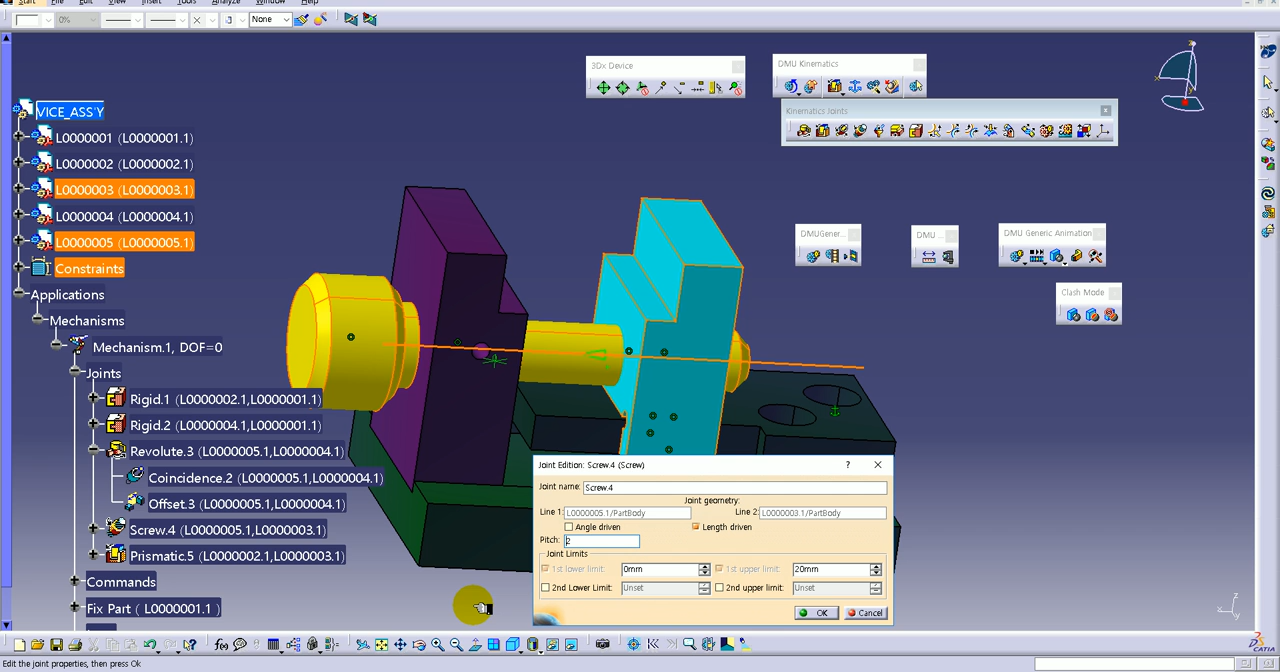 Start File Edit View Insert Tools Analyze Window Help
0% None
3Dx Device
DMU Kinematics
Kinematics Joints
VICE_ASS'Y
L0000001 (L0000001.1)
L0000002 (L0000002.1)
L0000003 (L0000003.1)
L0000004 (L0000004.1)
L0000005 (L0000005.1)
Constraints
Applications
Mechanisms
Mechanism.1, DOF=0
Joints
Rigid.1 (L0000002.1,L0000001.1)
Rigid.2 (L0000004.1,L0000001.1)
Revolute.3 (L0000005.1,L0000004.1)
Coincidence.2 (L0000005.1,L0000004.1)
Offset.3 (L0000005.1,L0000004.1)
Screw.4 (L0000005.1,L0000003.1)
Prismatic.5 (L0000002.1,L0000003.1)
Commands
Fix Part ( L0000001.1 )
DMUGener...
DMU ...
DMU Generic Animation
Clash Mode
Joint Edition: Screw.4 (Screw)
? 
Joint name: Screw.4
Joint geometry:
Line 1: L0000005.1/PartBody Line 2: L0000003.1/PartBody
Angle driven Length driven
Pitch: 2
Joint Limits
1st lower limit: 0mm 1st upper limit: 20mm
2nd Lower Limit: Unset 2nd upper limit: Unset
OK Cancel
z
f(x)
CATIA
Edit the joint properties, then press Ok